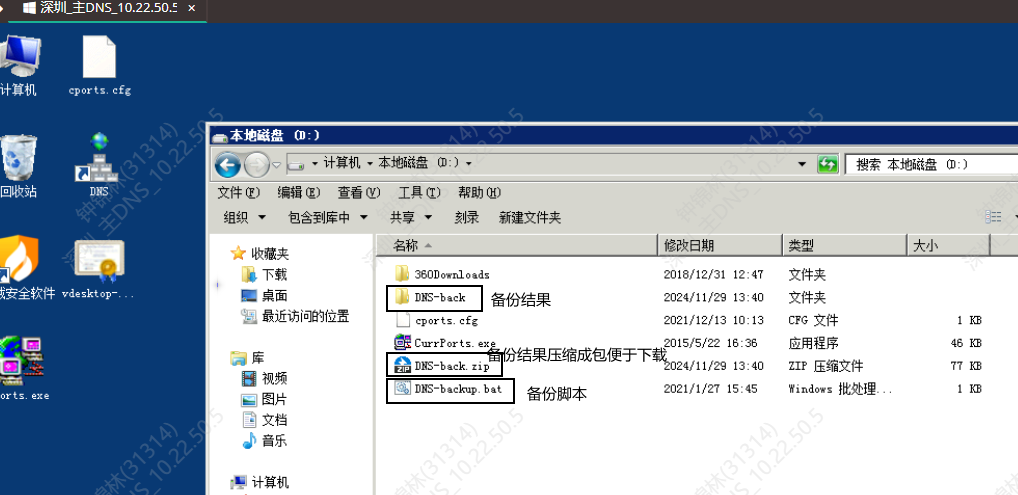 深圳_主DNS_10.22.50.5 ×
计算机
cports.cfg
回收站
DNS
安全软件
vdesktop-...
orts.exe
本地磁盘 (D:)
计算机 本地磁盘 (D:)
搜索 本地磁盘 (D:)
文件(F) 编辑(E) 查看(V) 工具(T) 帮助(H)
组织 包含到库中 共享 刻录 新建文件夹
收藏夹
下载
桌面
最近访问的位置
库
视频
图片
文档
音乐
计算机
名称 修改日期 类型 大小
360Downloads 2018/12/31 12:47 文件夹
DNS-back 备份结果 2024/11/29 13:40 文件夹
cports.cfg 2021/12/13 10:13 CFG 文件 1 KB
CurrPorts.exe 2015/5/22 16:36 应用程序 46 KB
备份结果压缩成包便于下载
DNS-back.zip 2024/11/29 13:40 ZIP 压缩文件 77 KB
DNS-backup.bat 备份脚本 2021/1/27 15:45 Windows 批处理... 1 KB
钟锦林(31314)
深圳_主DNS_10.22.50.5